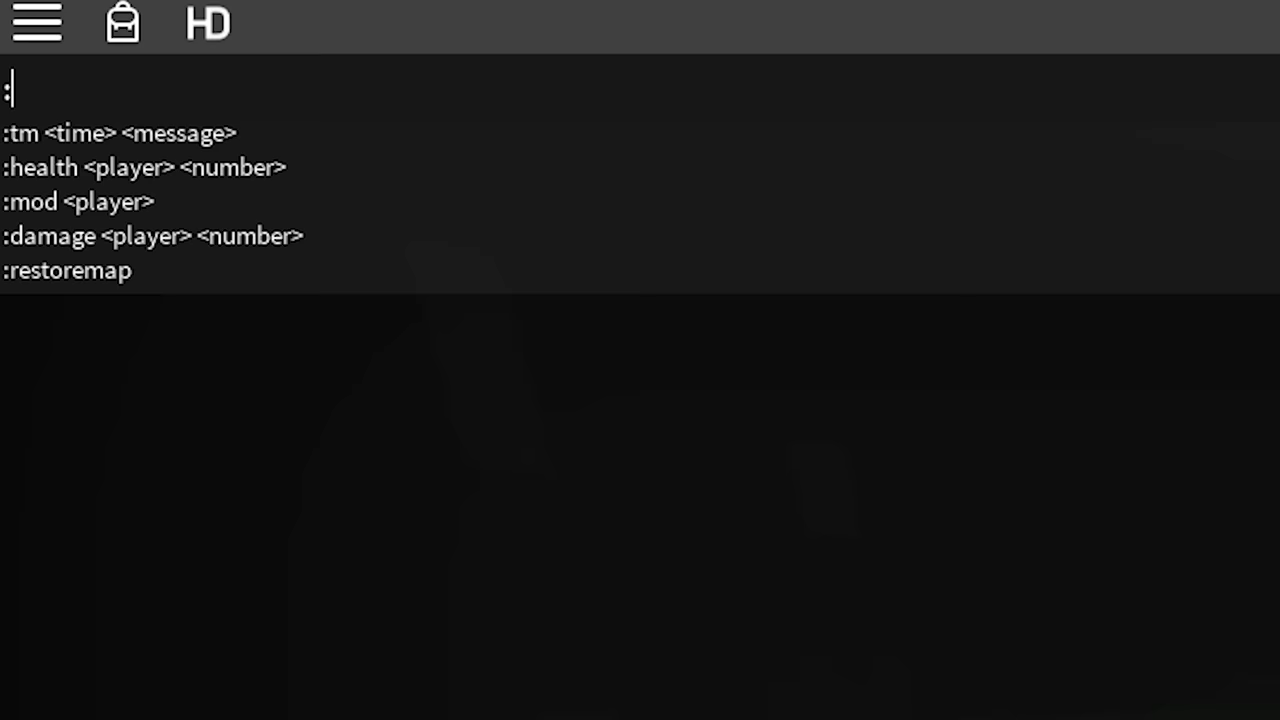 HD
:
:tm <time> <message>
:health <player> <number>
:mod <player>
:damage <player> <number>
:restoremap